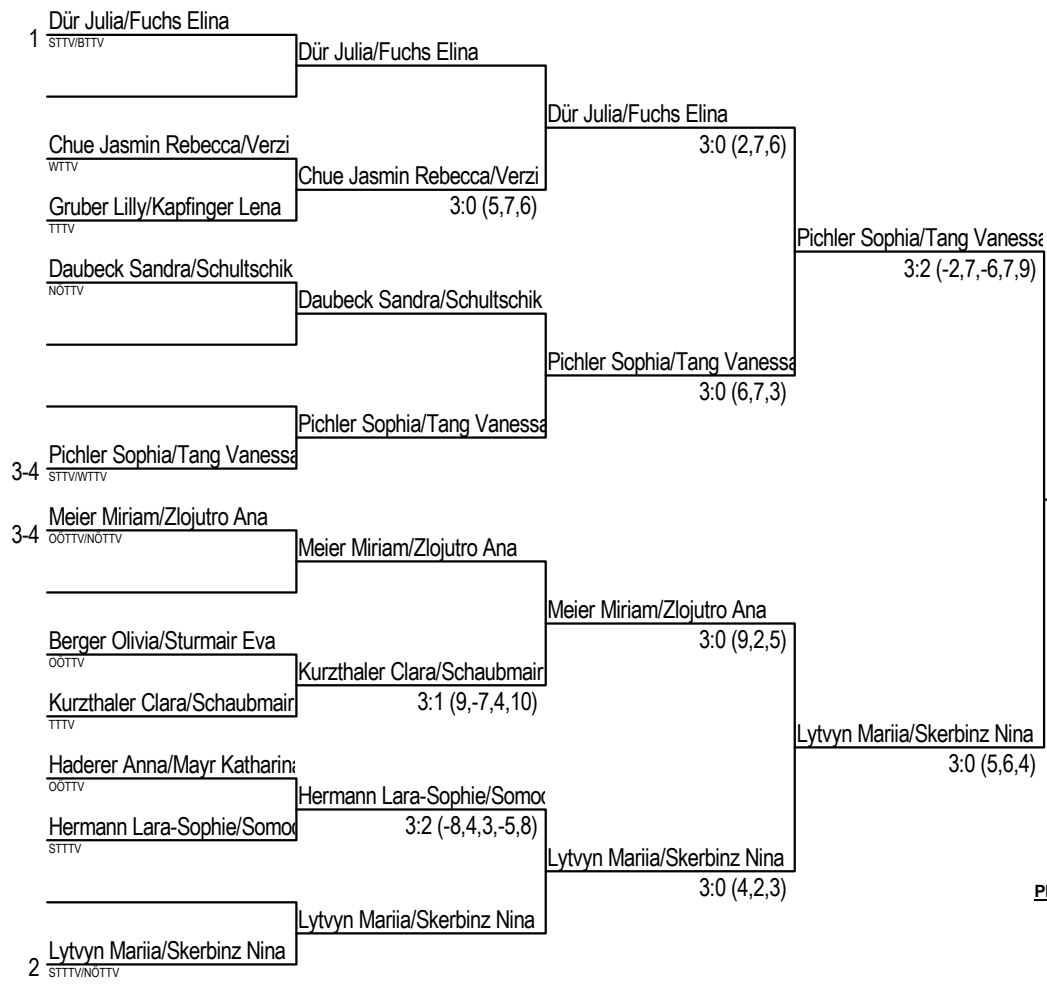 Dür Julia/Fuchs Elina
1
STTV/BTTV
Dür Julia/Fuchs Elina
Dür Julia/Fuchs Elina
3:0 (2,7,6)
Chue Jasmin Rebecca/Verzi
WTTV
Chue Jasmin Rebecca/Verzi
3:0 (5,7,6)
Gruber Lilly/Kapfinger Lena
TTTV
Pichler Sophia/Tang Vanessa
3:2 (-2,7,-6,7,9)
Daubeck Sandra/Schultschik
NÖTTV
Daubeck Sandra/Schultschik
Pichler Sophia/Tang Vanessa
3:0 (6,7,3)
Pichler Sophia/Tang Vanessa
Pichler Sophia/Tang Vanessa
3-4
STTV/WTTV
Meier Miriam/Zlojutro Ana
3-4
OÖTTV/NÖTTV
Meier Miriam/Zlojutro Ana
Meier Miriam/Zlojutro Ana
3:0 (9,2,5)
Berger Olivia/Sturmair Eva
OÖTTV
Kurzthaler Clara/Schaubmair
3:1 (9,-7,4,10)
Kurzthaler Clara/Schaubmair
TTTV
Lytvyn Mariia/Skerbinz Nina
3:0 (5,6,4)
Haderer Anna/Mayr Katharina
OÖTTV
Hermann Lara-Sophie/Somoc
3:2 (-8,4,3,-5,8)
Hermann Lara-Sophie/Somoc
STTTV
Lytvyn Mariia/Skerbinz Nina
3:0 (4,2,3)
Lytvyn Mariia/Skerbinz Nina
Lytvyn Mariia/Skerbinz Nina
2
STTTV/NÖTTV